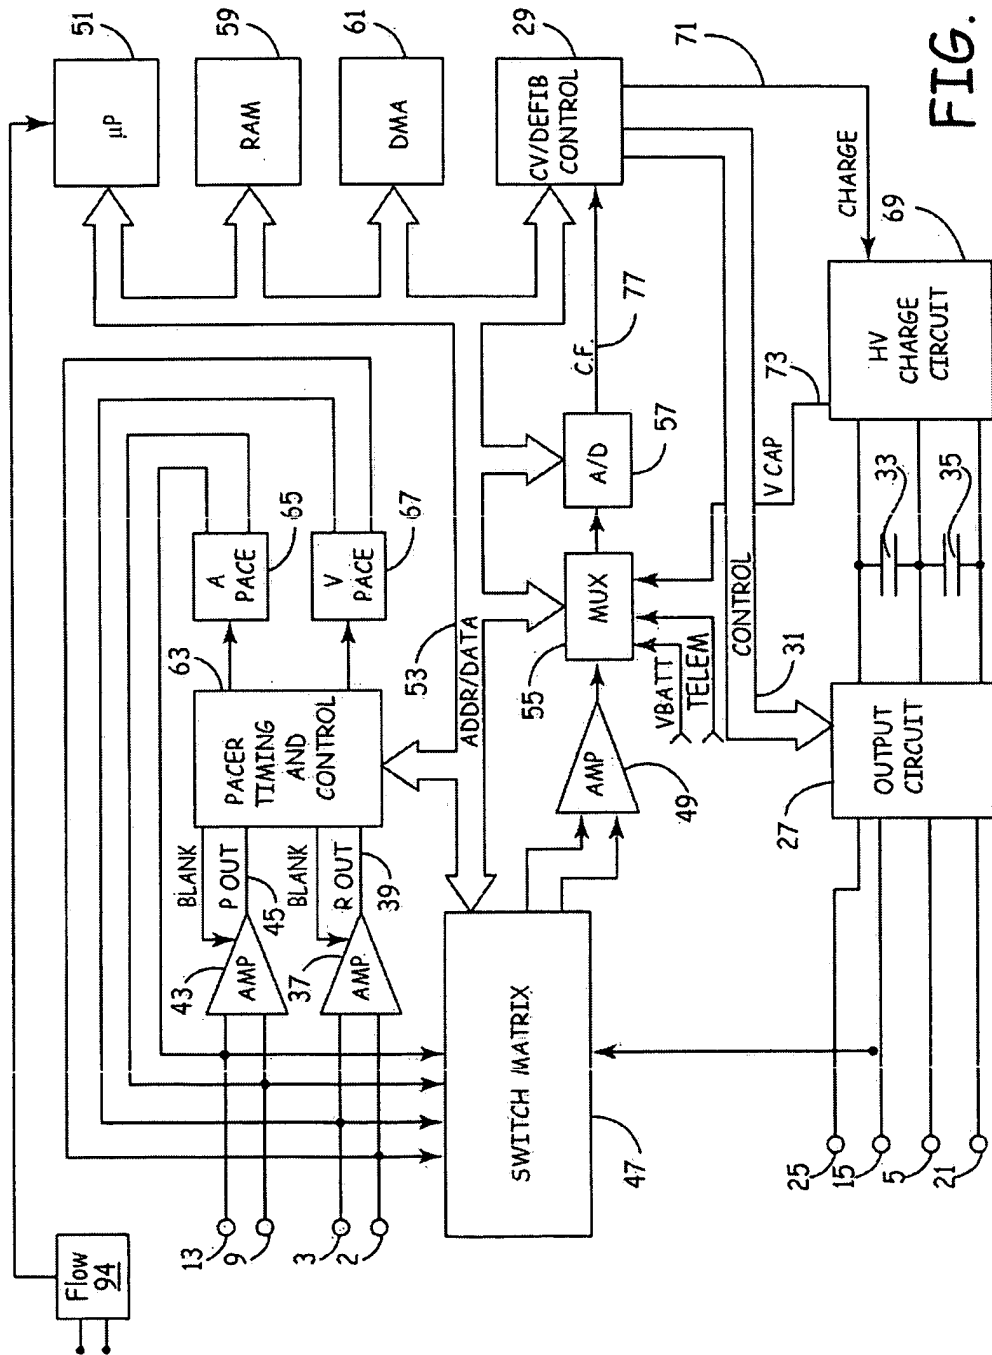 Flow
94
51
μP
59
RAM
61
DMA
29
CV/DEFIB
CONTROL
71
CHARGE
FIG.
65
A
PACE
67
V
PACE
63
PACER
TIMING
AND
CONTROL
BLANK
P OUT
45
BLANK
R OUT
39
43
AMP
37
AMP
13
9
3
2
53
ADDR/DATA
SWITCH MATRIX
47
AMP
49
55
MUX
VBATT
TELEM
A/D
57
C.F.
77
CONTROL
31
V CAP
73
69
HV
CHARGE
CIRCUIT
33
35
27
OUTPUT
CIRCUIT
25
15
5
21